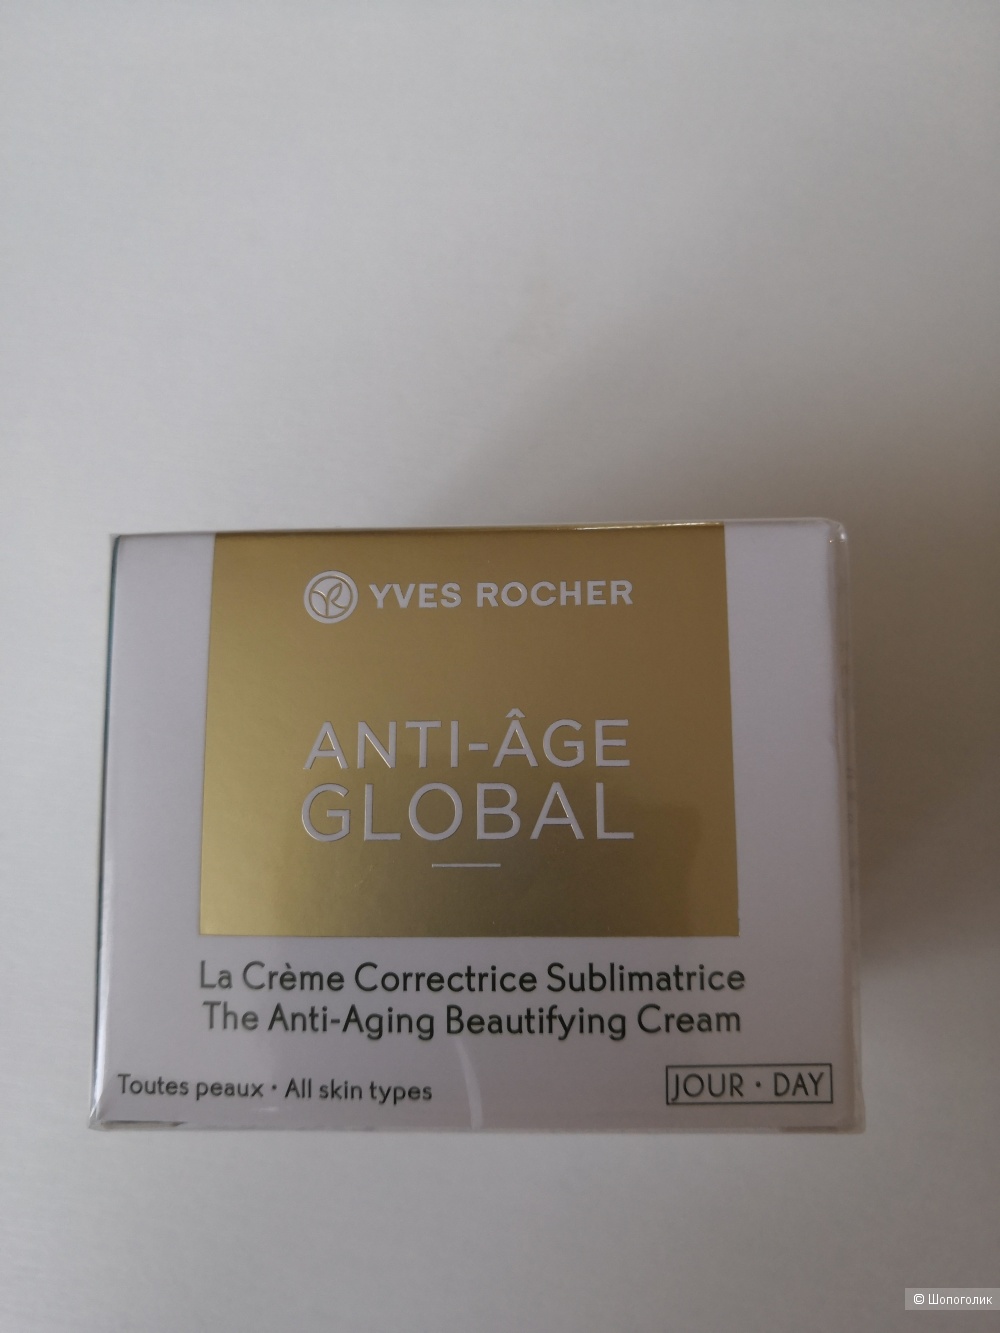 YVES ROCHER
ANTI-ÂGE
GLOBAL
La Crème Correctrice Sublimatrice
The Anti-Aging Beautifying Cream
Toutes peaux · All skin types
JOUR · DAY
© Шопоголик